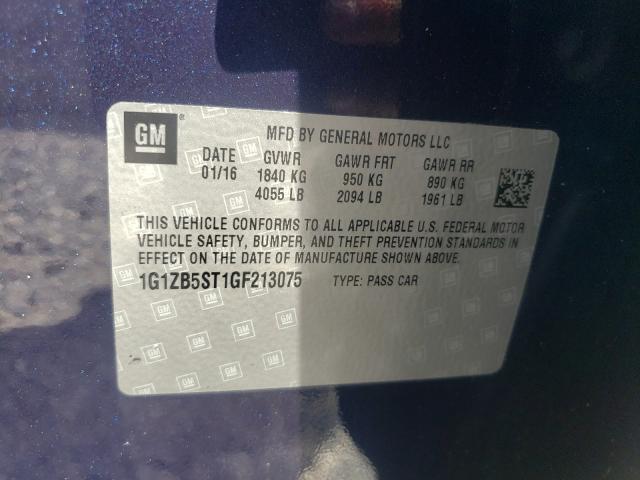 GM ®
MFD BY GENERAL MOTORS LLC
DATE GVWR GAWR FRT GAWR RR
01/16 1840 KG 950 KG 890 KG
4055 LB 2094 LB 1961 LB
THIS VEHICLE CONFORMS TO ALL APPLICABLE U.S. FEDERAL MOTOR
VEHICLE SAFETY, BUMPER, AND THEFT PREVENTION STANDARDS IN
EFFECT ON THE DATE OF MANUFACTURE SHOWN ABOVE.
1G1ZB5ST1GF213075 TYPE: PASS CAR